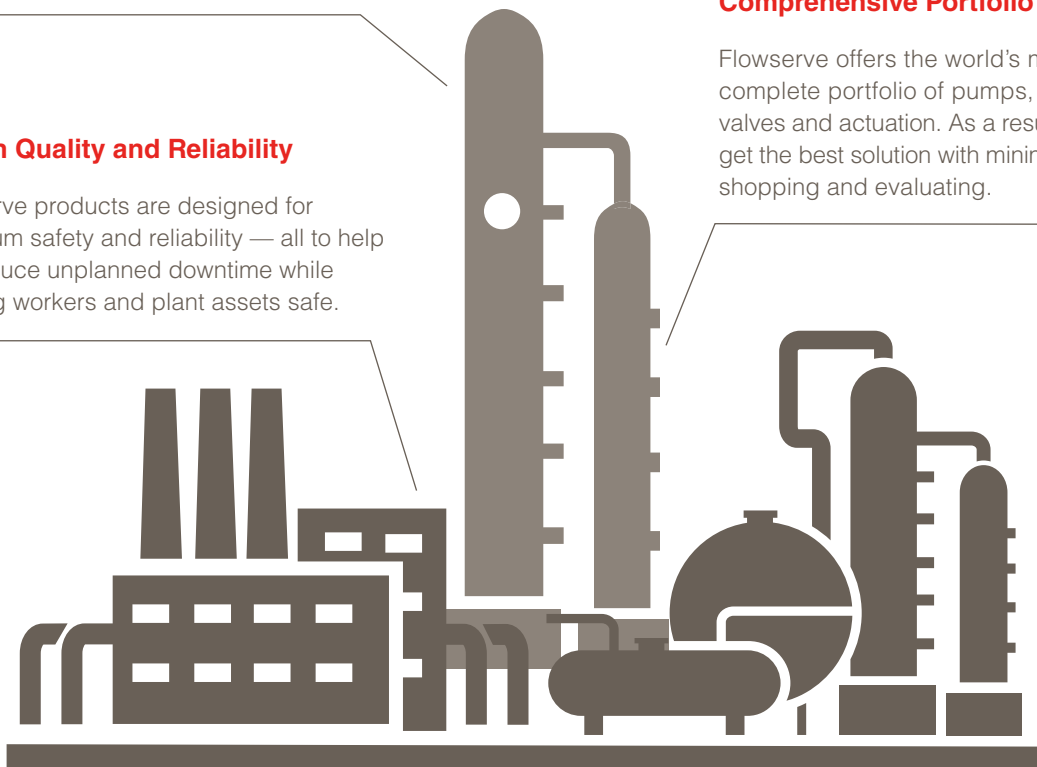 Quality and Reliability
products are designed for
safety and reliability — all to help
unplanned downtime while
workers and plant assets safe.
Comprehensive Portfolio
Flowserve offers the world's
complete portfolio of pumps,
valves and actuation. As a
get the best solution with
shopping and evaluating.